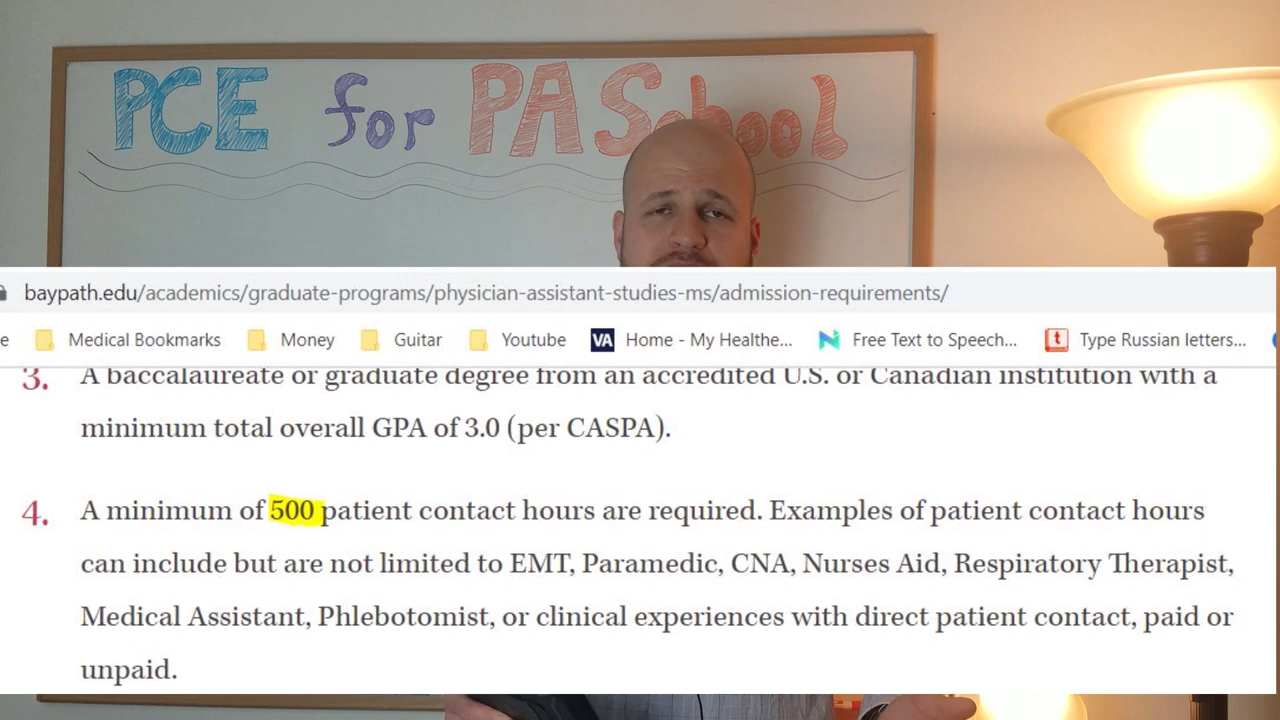 PCE for PA School
baypath.edu/academics/graduate-programs/physician-assistant-studies-ms/admission-requirements/
e Medical Bookmarks Money Guitar Youtube VA Home - My Healthe... N Free Text to Speech... t Type Russian letters...
3. A baccalaureate or graduate degree from an accredited U.S. or Canadian institution with a
minimum total overall GPA of 3.0 (per CASPA).
4. A minimum of 500 patient contact hours are required. Examples of patient contact hours
can include but are not limited to EMT, Paramedic, CNA, Nurses Aid, Respiratory Therapist,
Medical Assistant, Phlebotomist, or clinical experiences with direct patient contact, paid or
unpaid.